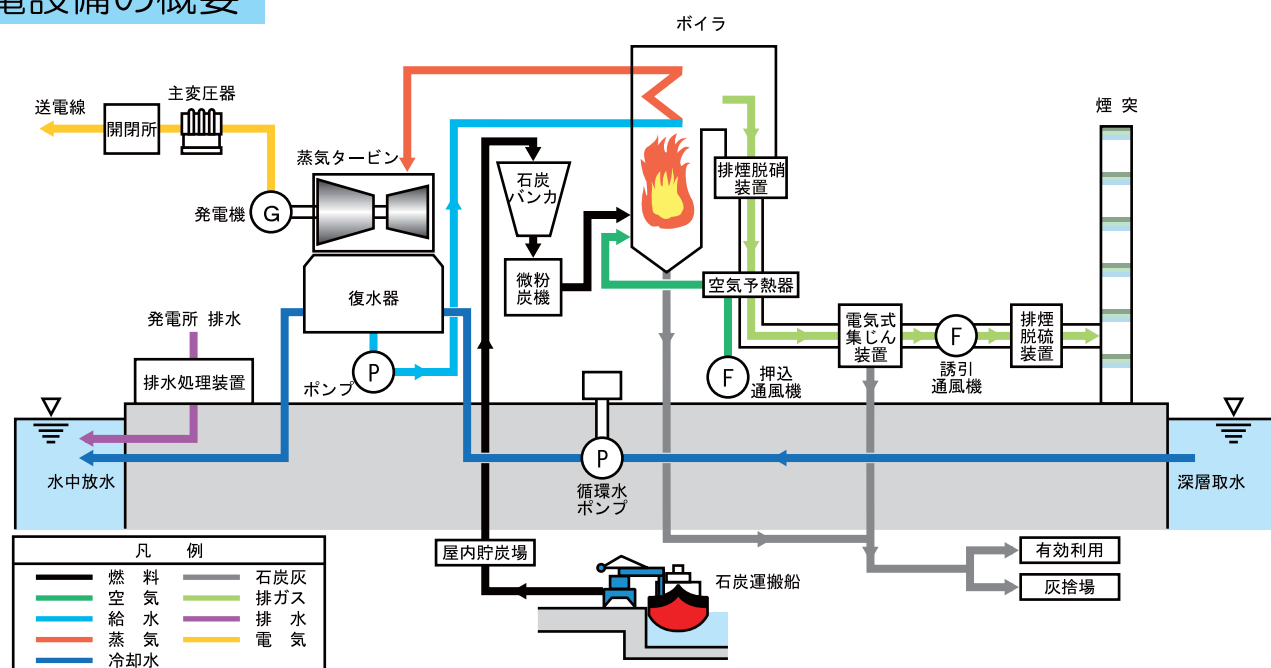 電設備の概要
ボイラ
送電線
開閉所
主変圧器
煙突
蒸気タービン
石炭
バンカ
排煙脱硝
装置
発電機
G
微粉
炭機
空気予熱器
復水器
発電所 排水
電気式
集じん
装置
F
排煙
脱硫
装置
誘引
通風機
排水処理装置
ポンプ
P
F
押込
通風機
水中放水
P
循環水
ポンプ
深層取水
屋内貯炭場
石炭運搬船
有効利用
灰捨場
凡例
燃料
石炭灰
空気
排ガス
給水
排水
蒸気
電気
冷却水